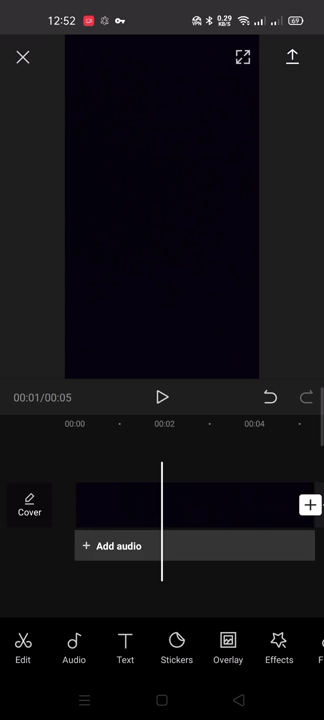 12:52
VPN
0.29
KB/S
69
00:01/00:05
00:00
00:02
00:04
Cover
+ Add audio
Edit
Audio
Text
Stickers
Overlay
Effects
F